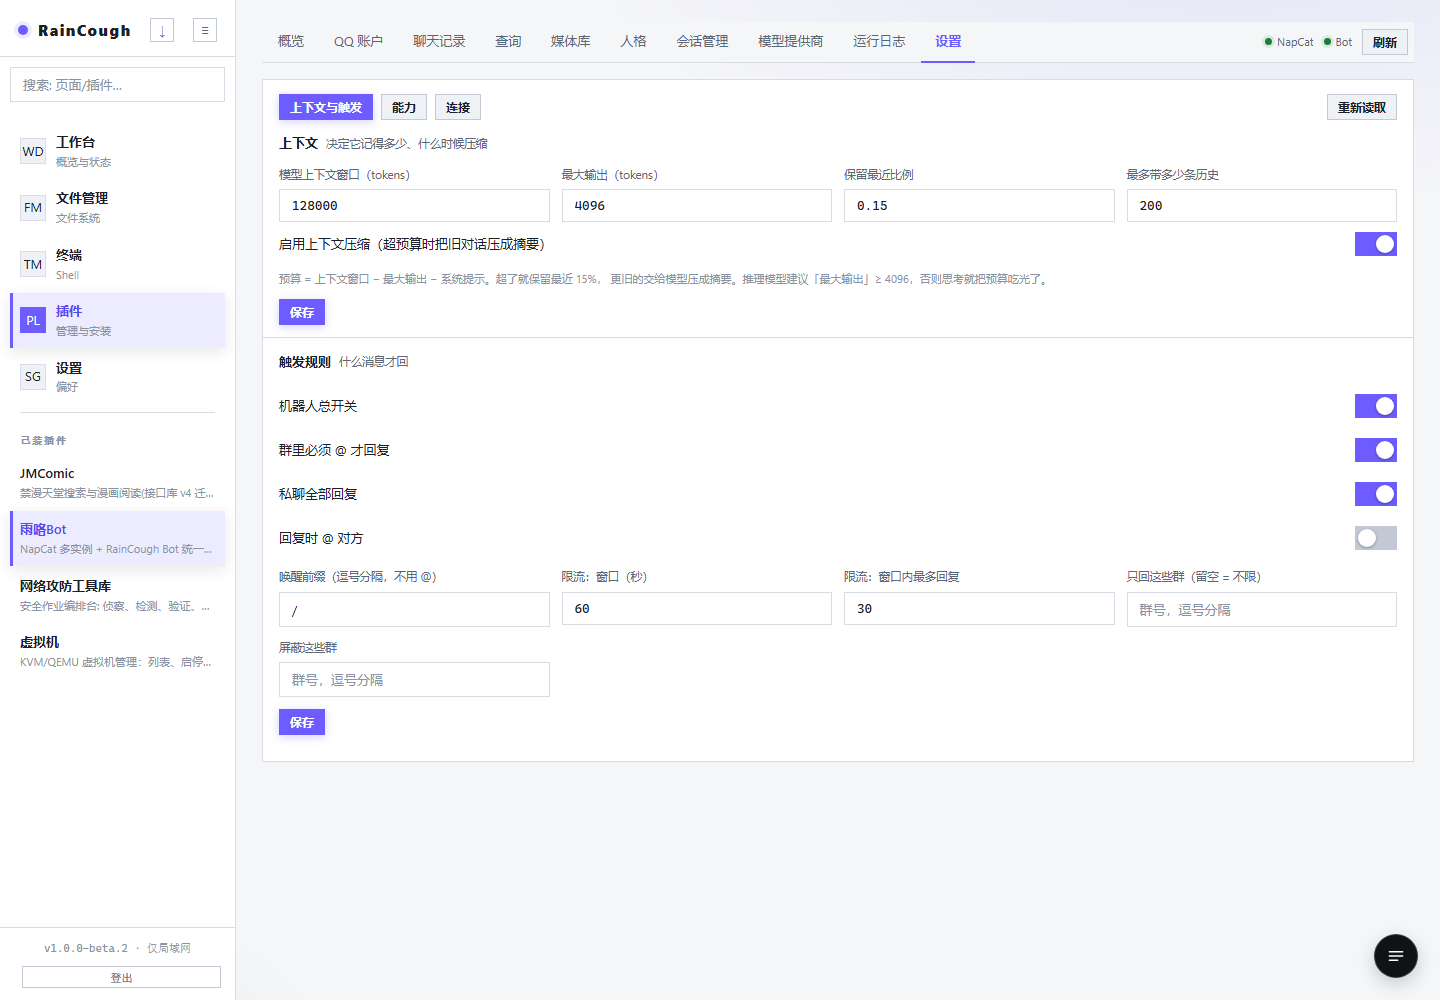 RainCough
↓
≡
搜索: 页面/插件...
WD
工作台
概览与状态
FM
文件管理
文件系统
TM
终端
Shell
PL
插件
管理与安装
SG
设置
偏好
已装插件
JMComic
禁漫天堂搜索与漫画阅读(接口库 v4 迁...
雨咯Bot
NapCat 多实例 + RainCough Bot 统一...
网络攻防工具库
安全作业编排台: 侦察、检测、验证、...
虚拟机
KVM/QEMU 虚拟机管理：列表、启停...
v1.0.0-beta.2 · 仅局域网
登出
概览 QQ 账户 聊天记录 查询 媒体库 人格 会话管理 模型提供商 运行日志 设置
NapCat Bot 刷新
上下文与触发 能力 连接 重新读取
上下文 决定它记得多少、什么时候压缩
模型上下文窗口（tokens） 最大输出（tokens） 保留最近比例 最多带多少条历史
128000 4096 0.15 200
启用上下文压缩（超预算时把旧对话压成摘要）
预算 = 上下文窗口 − 最大输出 − 系统提示。超了就保留最近 15%， 更旧的交给模型压成摘要。推理模型建议「最大输出」≥ 4096，否则思考就把预算吃光了。
保存
触发规则 什么消息才回
机器人总开关
群里必须 @ 才回复
私聊全部回复
回复时 @ 对方
唤醒前缀（逗号分隔，不用 @） 限流：窗口（秒） 限流：窗口内最多回复 只回这些群（留空 = 不限）
/ 60 30 群号，逗号分隔
屏蔽这些群
群号，逗号分隔
保存